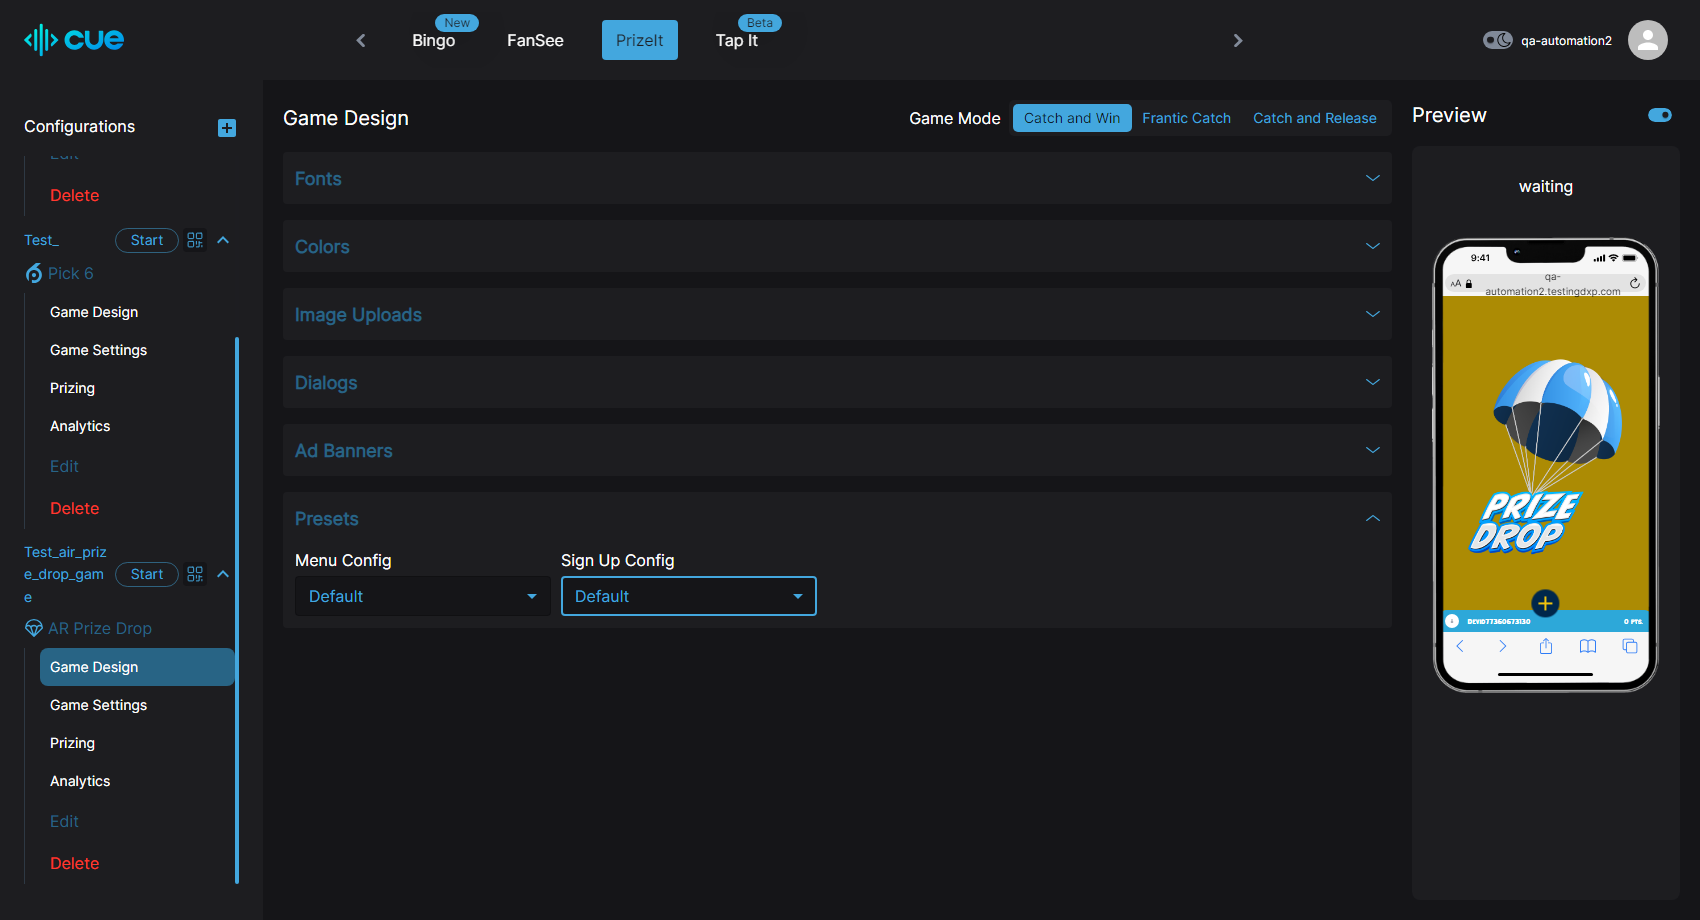 cue
New
Bingo
FanSee
PrizeIt
Beta
Tap It
qa-automation2
Configurations
Edit
Delete
Test_
Start
Pick 6
Game Design
Game Settings
Prizing
Analytics
Edit
Delete
Test_air_priz
e_drop_gam
e
Start
AR Prize Drop
Game Design
Game Settings
Prizing
Analytics
Edit
Delete
Game Design
Game Mode
Catch and Win
Frantic Catch
Catch and Release
Fonts
Colors
Image Uploads
Dialogs
Ad Banners
Presets
Menu Config
Default
Sign Up Config
Default
Preview
waiting
9:41
AA
qa-
automation2.testingdxp.com
PRIZE
DROP
0 PTS.